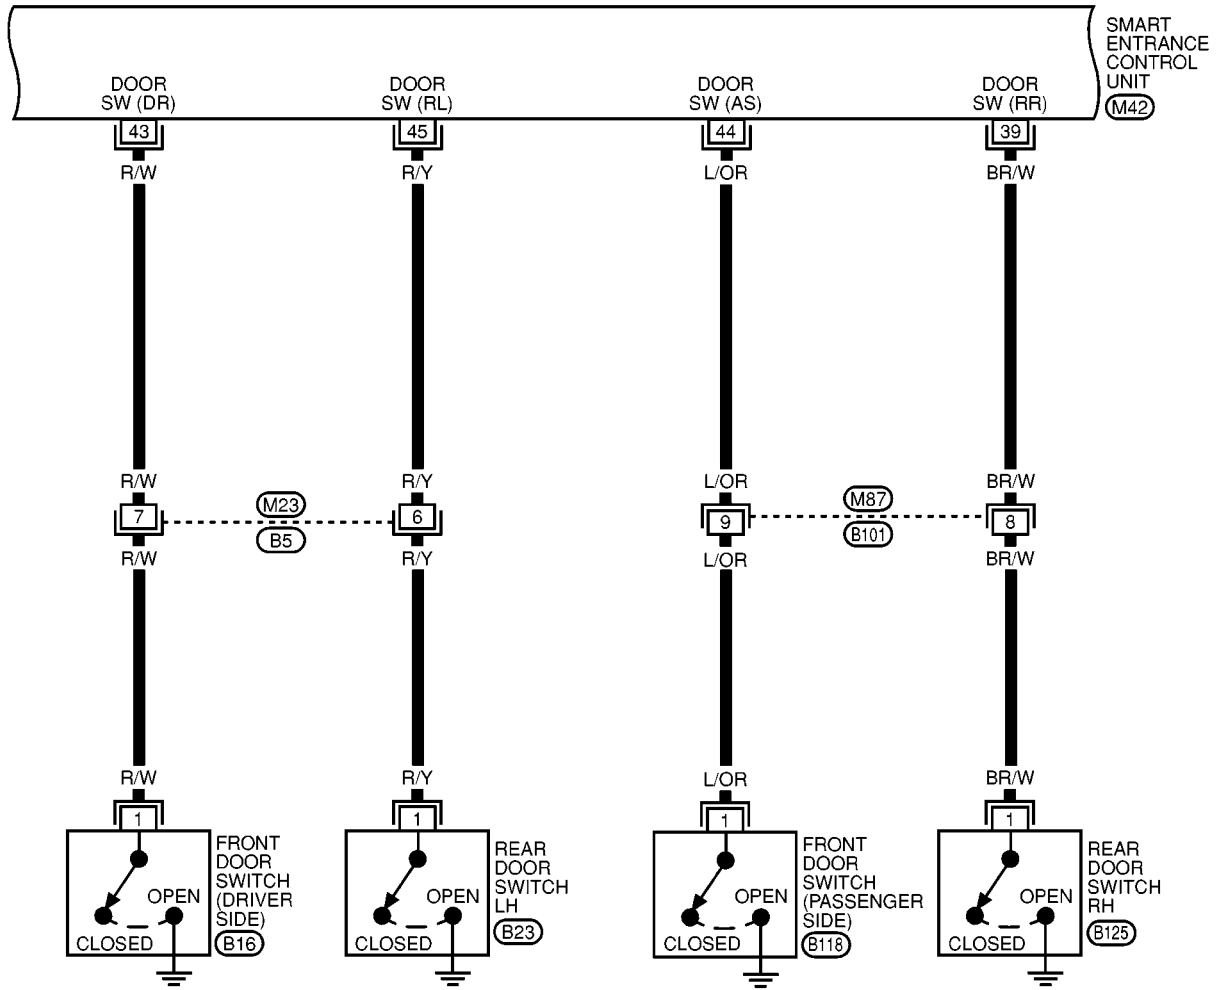 SMART
ENTRANCE
CONTROL
UNIT
M42
DOOR
SW (DR)
DOOR
SW (RL)
DOOR
SW (AS)
DOOR
SW (RR)
43
45
44
39
R/W
R/Y
L/OR
BR/W
R/W
R/Y
L/OR
BR/W
7
M23
B5
6
9
M87
B101
8
R/W
R/Y
L/OR
BR/W
R/W
R/Y
L/OR
BR/W
1
1
1
1
OPEN
CLOSED
FRONT
DOOR
SWITCH
(DRIVER
SIDE)
B16
OPEN
CLOSED
REAR
DOOR
SWITCH
LH
B23
OPEN
CLOSED
FRONT
DOOR
SWITCH
(PASSENGER
SIDE)
B118
OPEN
CLOSED
REAR
DOOR
SWITCH
RH
B125